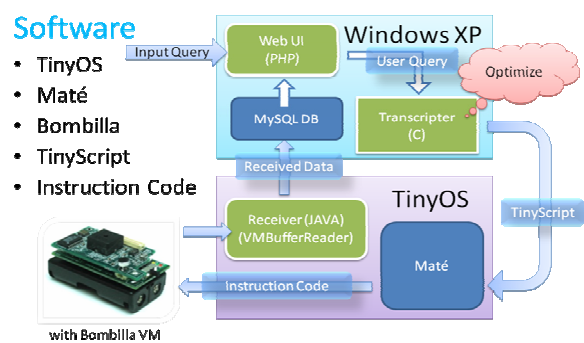 Software
• TinyOS
• Maté
• Bombilla
• TinyScript
• Instruction Code
Input Query
Web UI
(PHP)
Windows XP
User Query
Optimize
MySQL DB
Transcripter
(C)
Received Data
TinyOS
TinyScript
Receiver (JAVA)
(VMBufferReader)
Maté
Instruction Code
with Bombilla VM